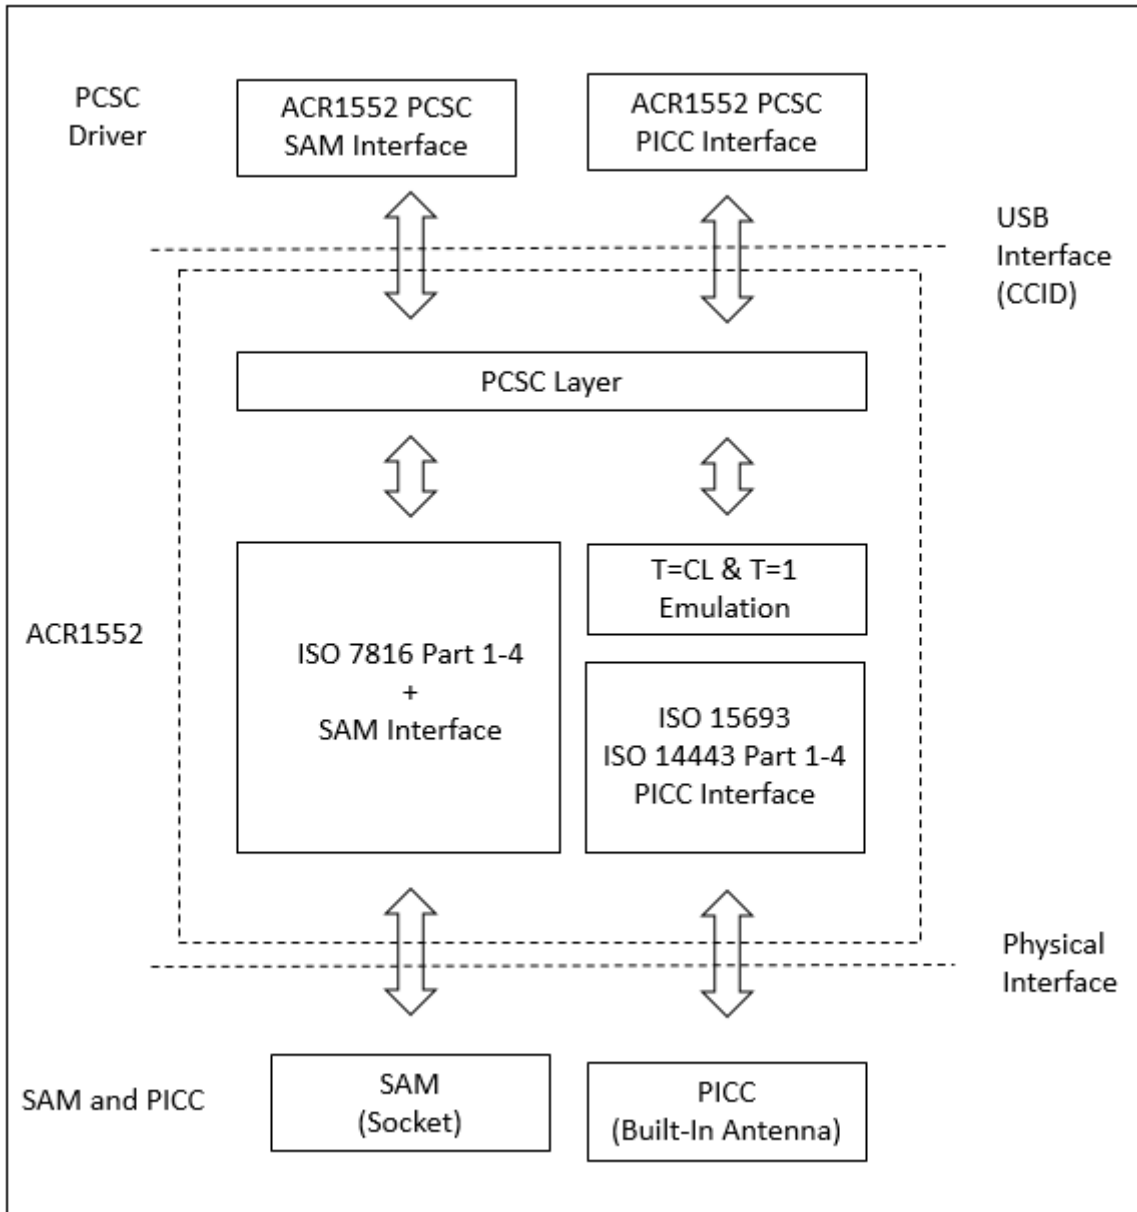 PCSC
Driver
ACR1552 PCSC
SAM Interface
ACR1552 PCSC
PICC Interface
USB
Interface
(CCID)
PCSC Layer
ACR1552
ISO 7816 Part 1-4
+
SAM Interface
T=CL & T=1
Emulation
ISO 15693
ISO 14443 Part 1-4
PICC Interface
Physical
Interface
SAM and PICC
SAM
(Socket)
PICC
(Built-In Antenna)